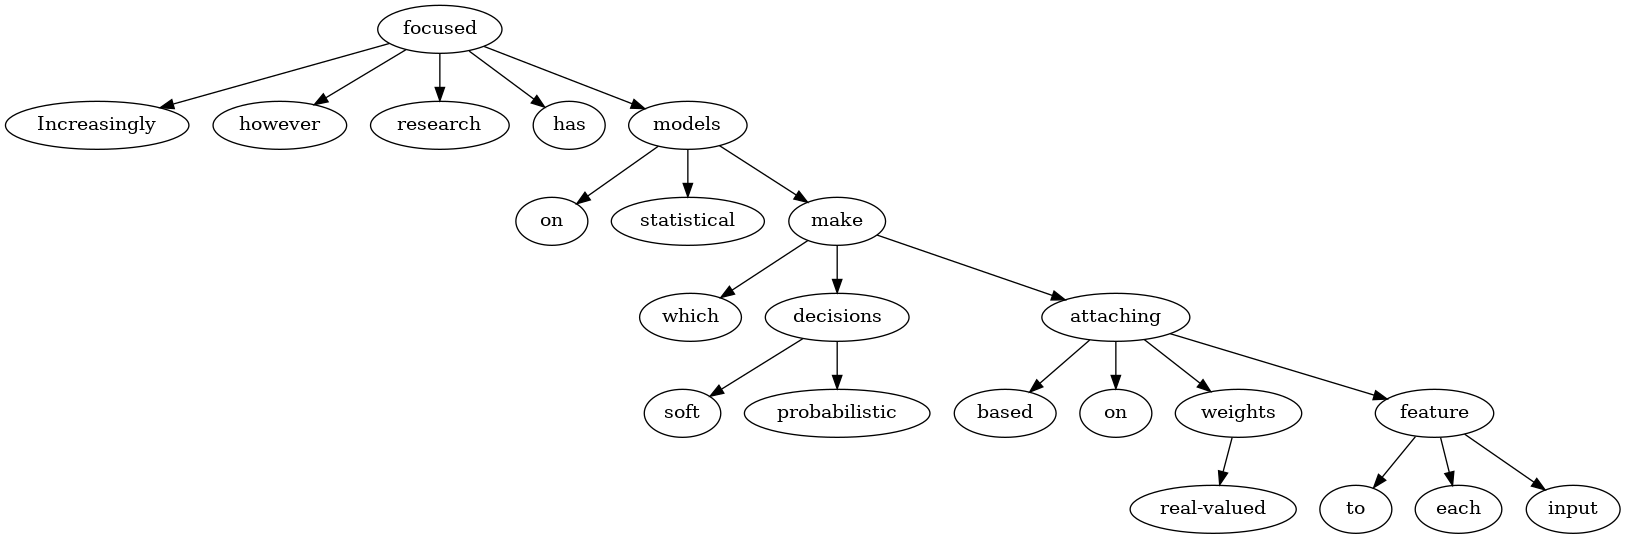 focused
Increasingly however research has models
on statistical make
which decisions attaching
soft probabilistic based on weights feature
real-valued to each input